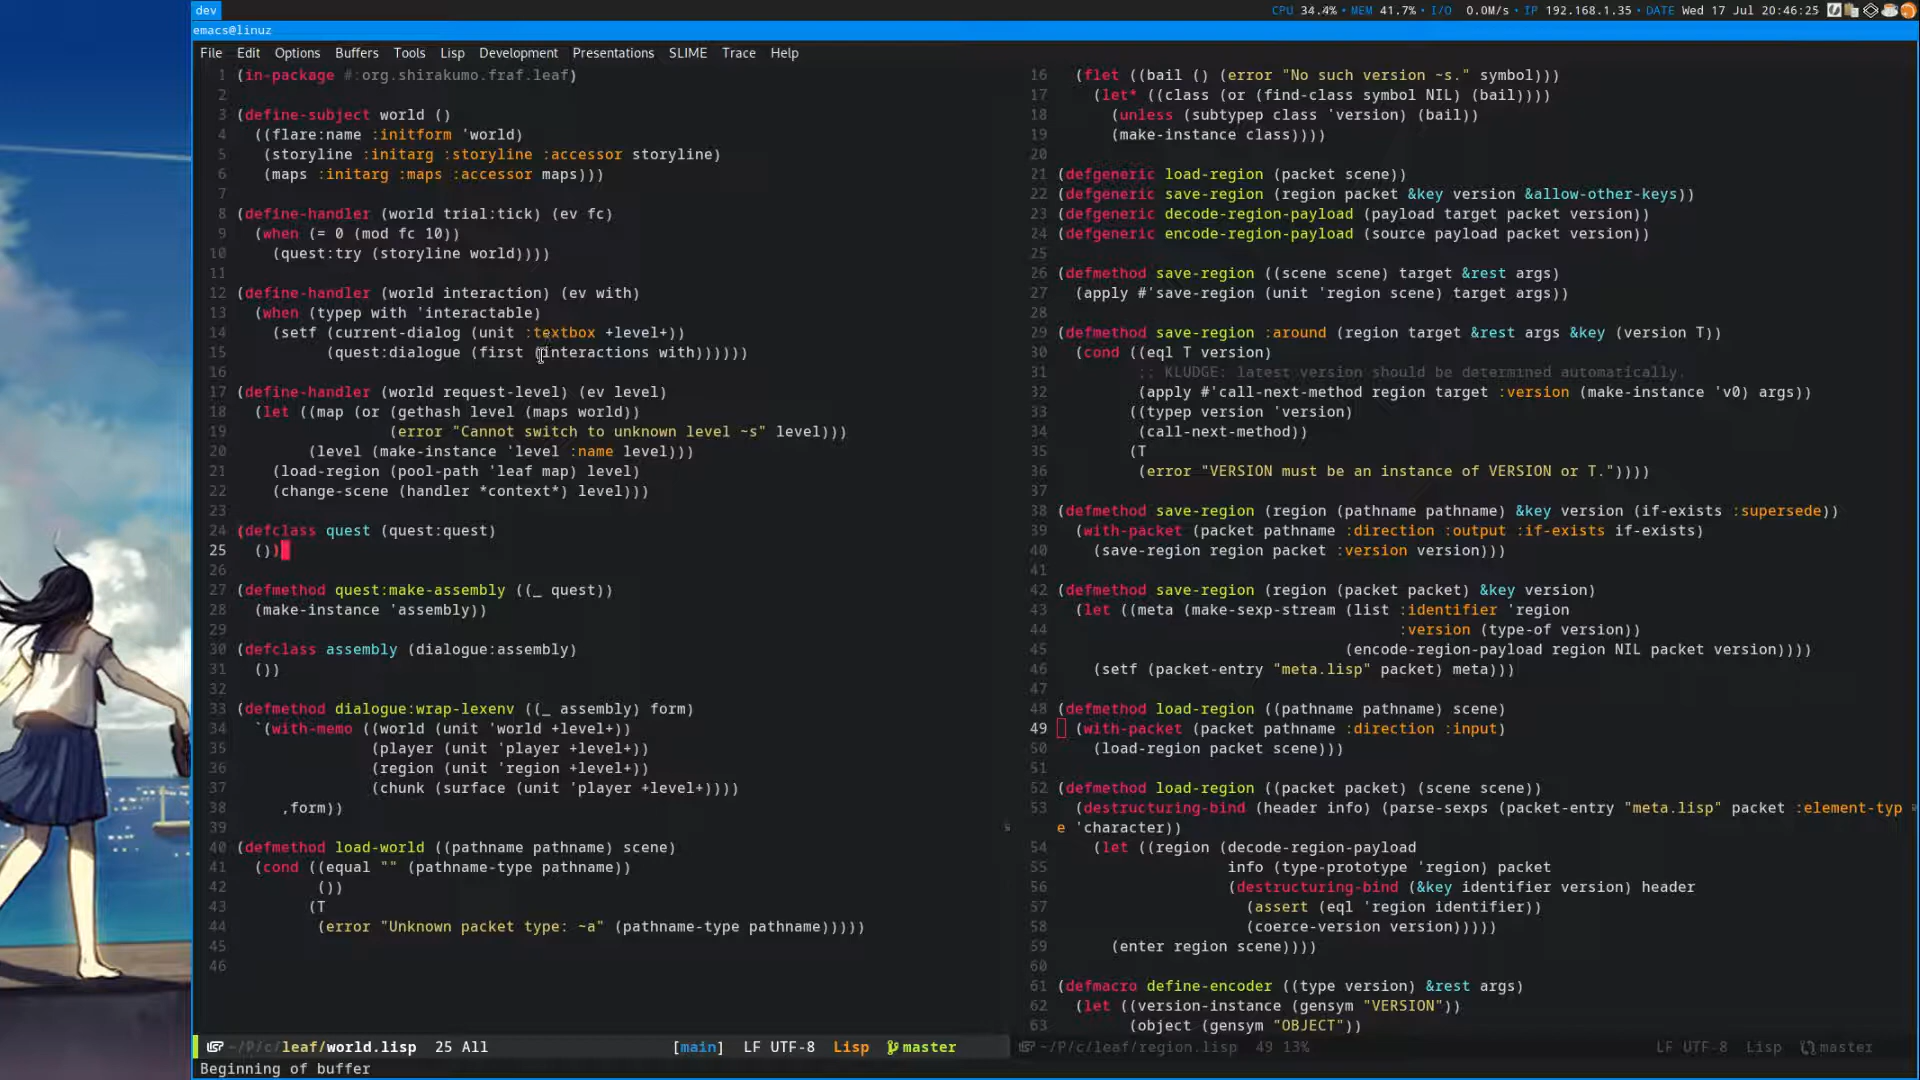 dev
CPU 34.4% • MEM 41.7% • I/O 0.0M/s • IP 192.168.1.35 • DATE Wed 17 Jul 20:46:25
emacs@linuz
File Edit Options Buffers Tools Lisp Development Presentations SLIME Trace Help
1 (in-package #:org.shirakumo.fraf.leaf)
2
3 (define-subject world ()
4   ((flare:name :initform 'world)
5    (storyline :initarg :storyline :accessor storyline)
6    (maps :initarg :maps :accessor maps)))
7
8 (define-handler (world trial:tick) (ev fc)
9   (when (= 0 (mod fc 10))
10     (quest:try (storyline world))))
11
12 (define-handler (world interaction) (ev with)
13   (when (typep with 'interactable)
14     (setf (current-dialog (unit :textbox +level+))
15           (quest:dialogue (first (interactions with))))))
16
17 (define-handler (world request-level) (ev level)
18   (let ((map (or (gethash level (maps world))
19                  (error "Cannot switch to unknown level ~s" level)))
20         (level (make-instance 'level :name level)))
21     (load-region (pool-path 'leaf map) level)
22     (change-scene (handler *context*) level)))
23
24 (defclass quest (quest:quest)
25   ())
26
27 (defmethod quest:make-assembly ((_ quest))
28   (make-instance 'assembly))
29
30 (defclass assembly (dialogue:assembly)
31   ())
32
33 (defmethod dialogue:wrap-lexenv ((_ assembly) form)
34   `(with-memo ((world (unit 'world +level+))
35                (player (unit 'player +level+))
36                (region (unit 'region +level+))
37                (chunk (surface (unit 'player +level+))))
38      ,form))
39
40 (defmethod load-world ((pathname pathname) scene)
41   (cond ((equal "" (pathname-type pathname))
42          ())
43         (T
44          (error "Unknown packet type: ~a" (pathname-type pathname)))))
45
46
~/P/c/leaf/world.lisp 25 All [main] LF UTF-8 Lisp master
Beginning of buffer
16   (flet ((bail () (error "No such version ~s." symbol)))
17     (let* ((class (or (find-class symbol NIL) (bail))))
18       (unless (subtypep class 'version) (bail))
19       (make-instance class))))
20
21 (defgeneric load-region (packet scene))
22 (defgeneric save-region (region packet &key version &allow-other-keys))
23 (defgeneric decode-region-payload (payload target packet version))
24 (defgeneric encode-region-payload (source payload packet version))
25
26 (defmethod save-region ((scene scene) target &rest args)
27   (apply #'save-region (unit 'region scene) target args))
28
29 (defmethod save-region :around (region target &rest args &key (version T))
30   (cond ((eql T version)
31          ;; KLUDGE: latest version should be determined automatically.
32          (apply #'call-next-method region target :version (make-instance 'v0) args))
33         ((typep version 'version)
34          (call-next-method))
35         (T
36          (error "VERSION must be an instance of VERSION or T."))))
37
38 (defmethod save-region (region (pathname pathname) &key version (if-exists :supersede))
39   (with-packet (packet pathname :direction :output :if-exists if-exists)
40     (save-region region packet :version version)))
41
42 (defmethod save-region (region (packet packet) &key version)
43   (let ((meta (make-sexp-stream (list :identifier 'region
44                                       :version (type-of version))
45                                 (encode-region-payload region NIL packet version))))
46     (setf (packet-entry "meta.lisp" packet) meta)))
47
48 (defmethod load-region ((pathname pathname) scene)
49   (with-packet (packet pathname :direction :input)
50     (load-region packet scene)))
51
52 (defmethod load-region ((packet packet) (scene scene))
53   (destructuring-bind (header info) (parse-sexps (packet-entry "meta.lisp" packet :element-typ
e 'character))
54     (let ((region (decode-region-payload
55                    info (type-prototype 'region) packet
56                    (destructuring-bind (&key identifier version) header
57                      (assert (eql 'region identifier))
58                      (coerce-version version)))))
59       (enter region scene))))
60
61 (defmacro define-encoder ((type version) &rest args)
62   (let ((version-instance (gensym "VERSION"))
63         (object (gensym "OBJECT"))
~/P/c/leaf/region.lisp 49 13% LF UTF-8 Lisp master